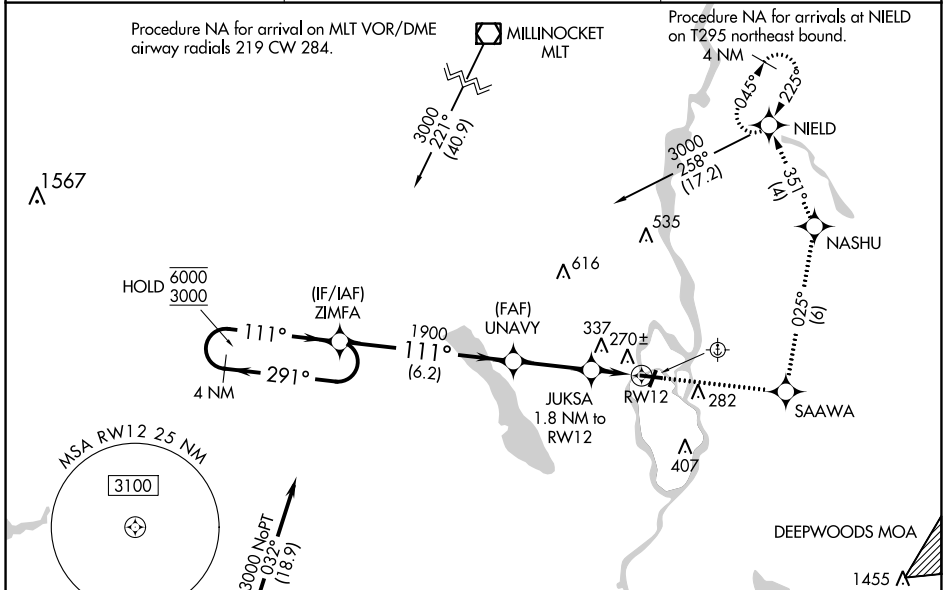 Procedure NA for arrival on MLT VOR/DME
airway radials 219 CW 284.
MILLINOCKET
MLT
Procedure NA for arrivals at NIELD
on T295 northeast bound.
4 NM
045°
225°
NIELD
3000
221°
(40.9)
3000
258°
(17.2)
351°
(4)
1567
535
NASHU
616
HOLD
6000
3000
(IF/IAF)
ZIMFA
025°
(6)
(FAF)
UNAVY
111°
1900
111°
(6.2)
337
270±
291°
4 NM
JUKSA
1.8 NM to
RW12
RW12
282
SAAWA
407
MSA RW12 25 NM
3100
3000 NoPT
032°
(18.9)
DEEPWOODS MOA
1455